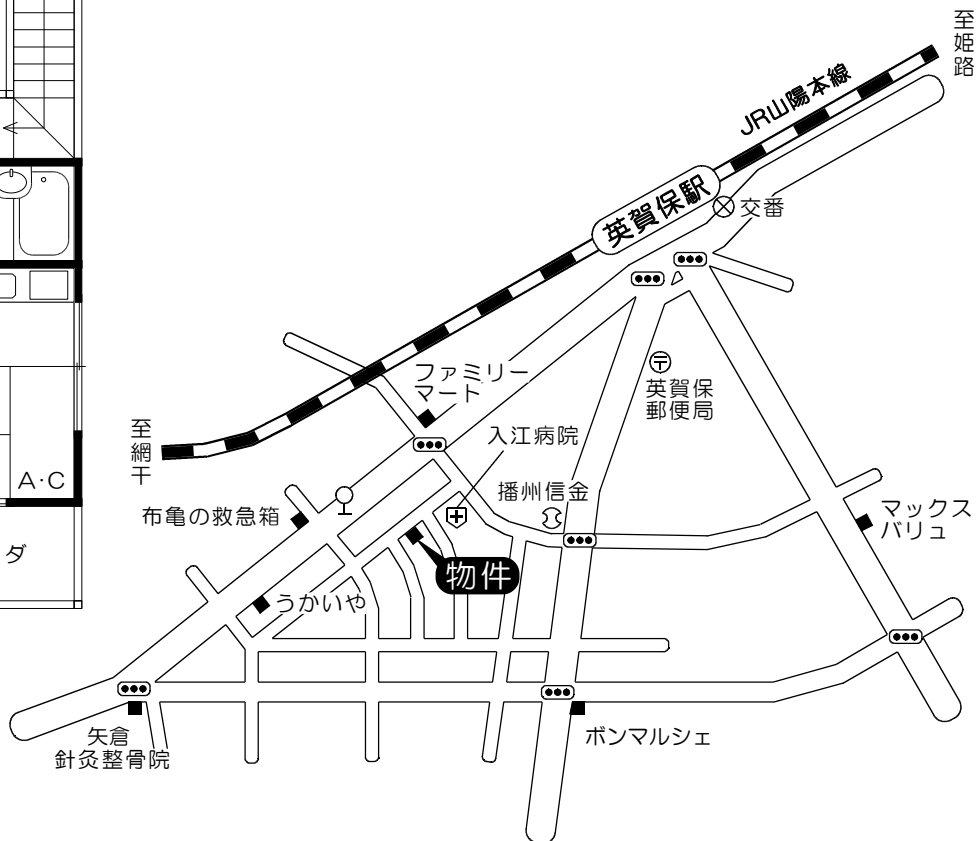 至姫路
JR山陽本線
英賀保駅
交番
ファミリー
マート
英賀保
郵便局
至網干
入江病院
A·C
播州信金
布亀の救急箱
マックス
バリュ
ダ
物件
うかいや
矢倉
針灸整骨院
ボンマルシェ